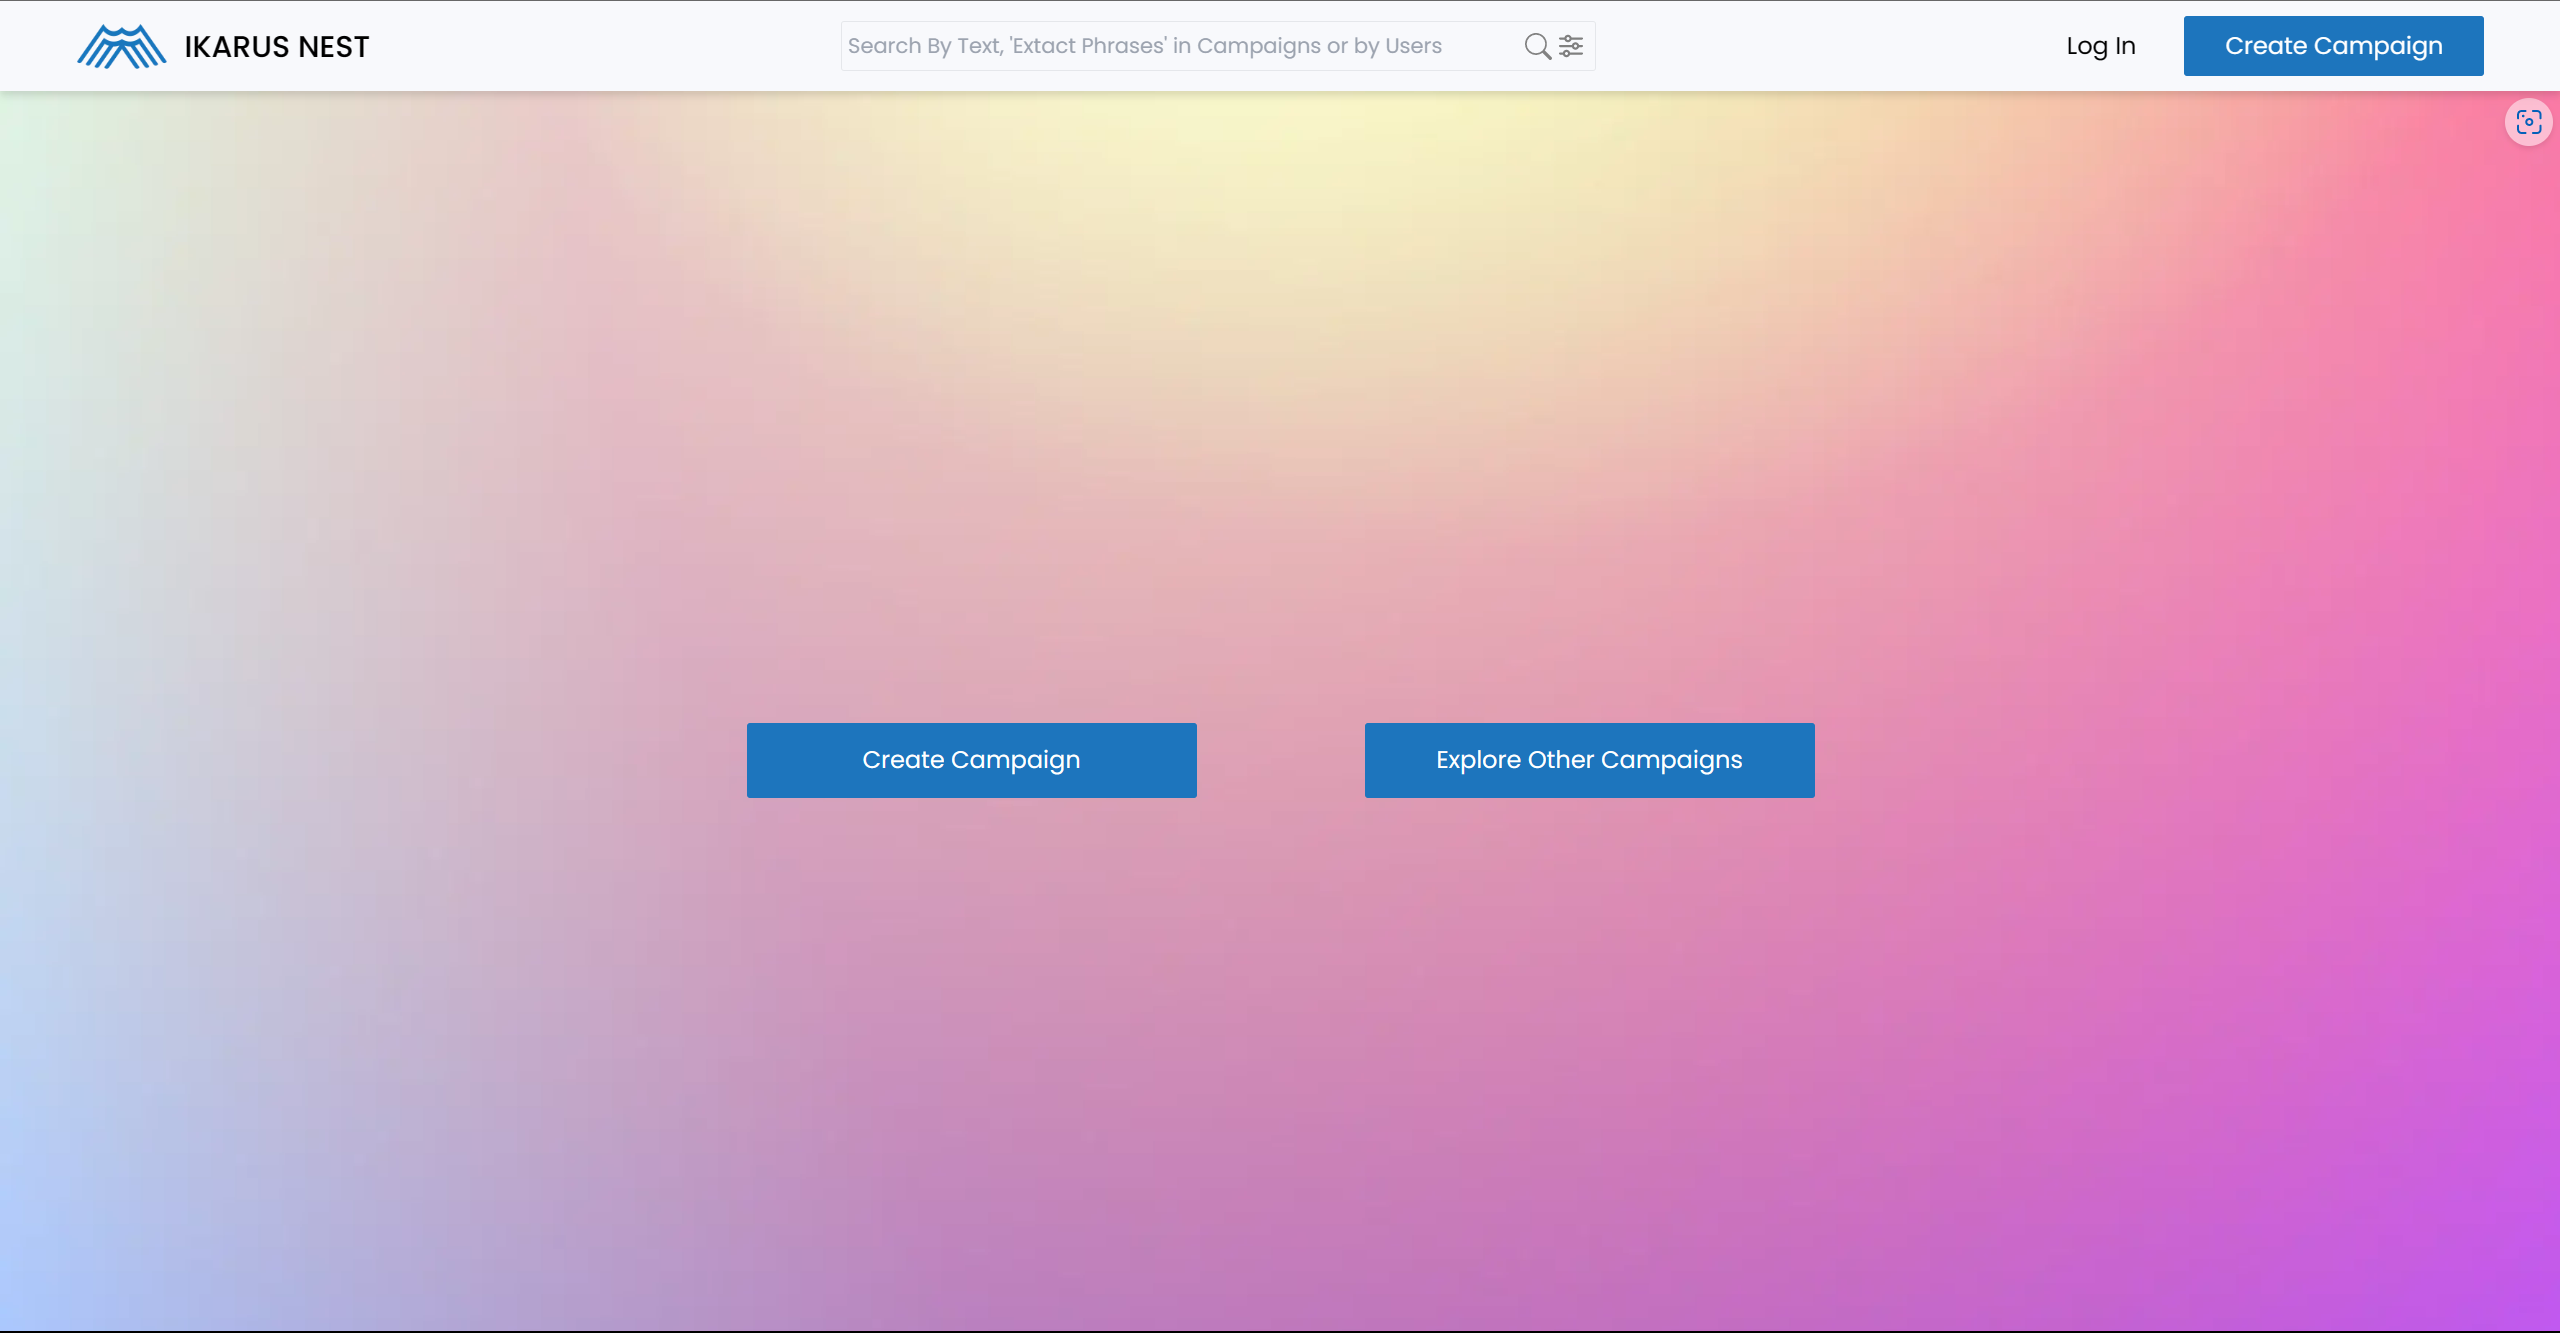 IKARUS NEST
Search By Text, 'Extact Phrases' in Campaigns or by Users
Log In
Create Campaign
Create Campaign
Explore Other Campaigns